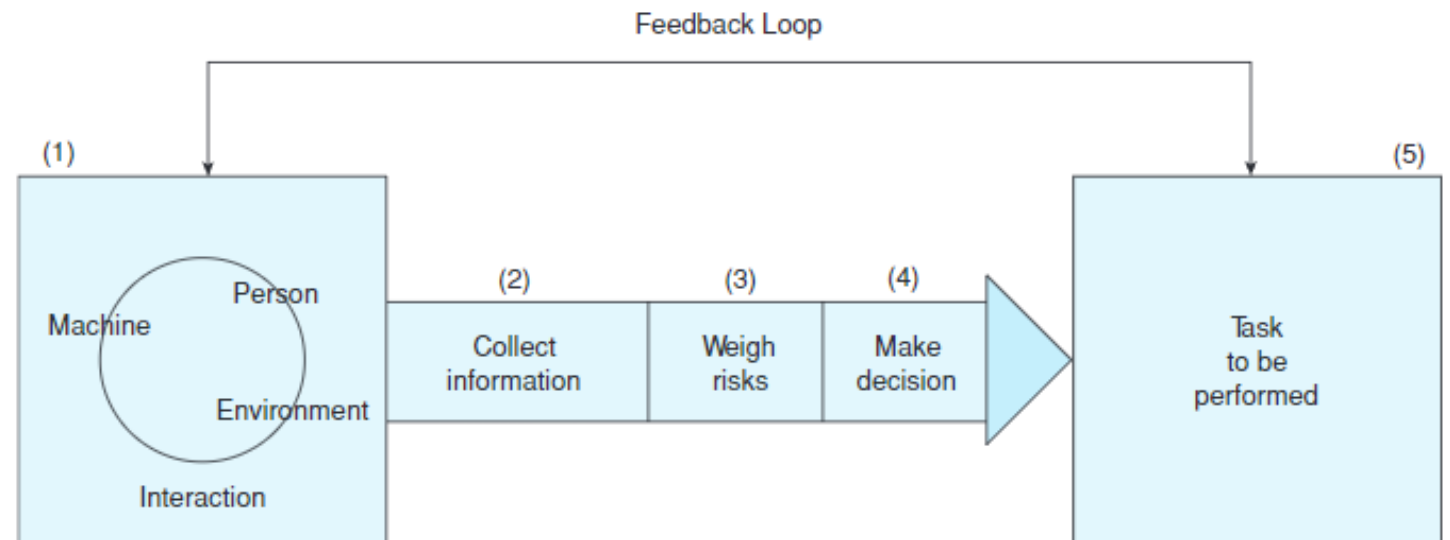 Feedback Loop
(1)
(5)
(2)
(3)
(4)
Person
Machine
Environment
Interaction
Collect
information
Weigh
risks
Make
decision
Task
to be
performed